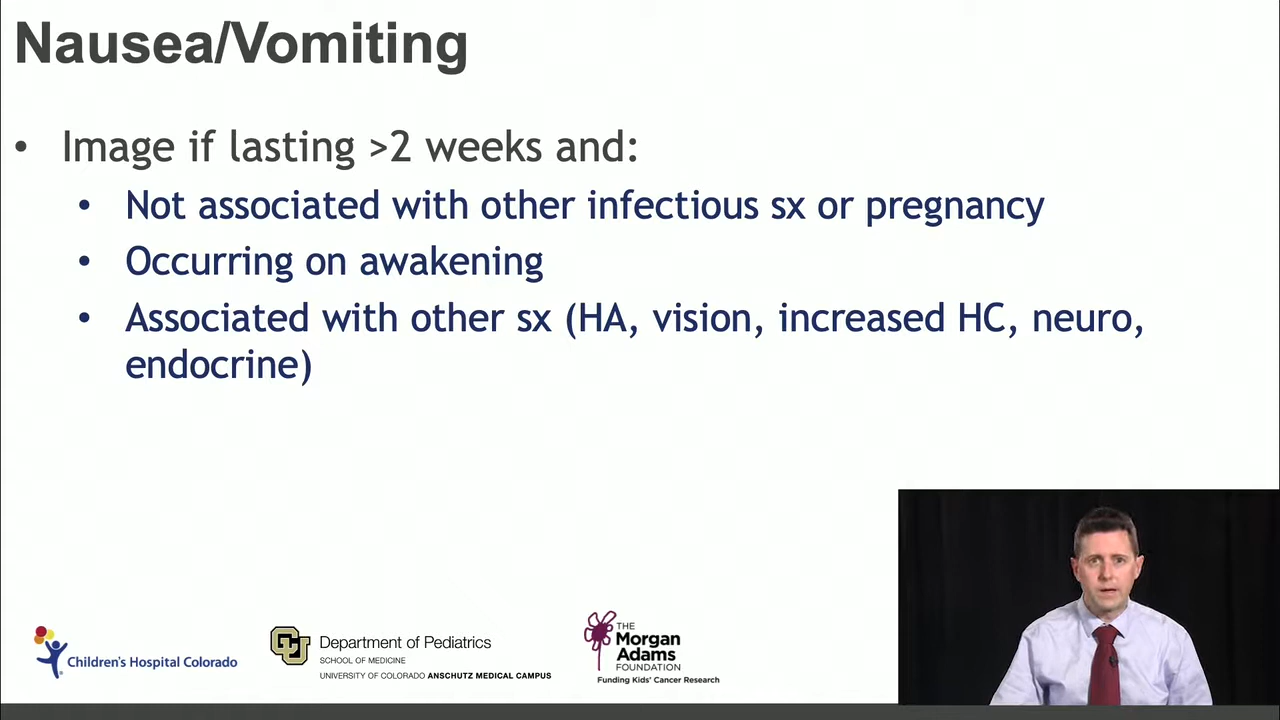 Nausea/Vomiting
• Image if lasting >2 weeks and:
• Not associated with other infectious sx or pregnancy
• Occurring on awakening
• Associated with other sx (HA, vision, increased HC, neuro,
endocrine)
Children's Hospital Colorado
CU
Department of Pediatrics
SCHOOL OF MEDICINE
UNIVERSITY OF COLORADO ANSCHUTZ MEDICAL CAMPUS
THE
Morgan
Adams
FOUNDATION
Funding Kids' Cancer Research